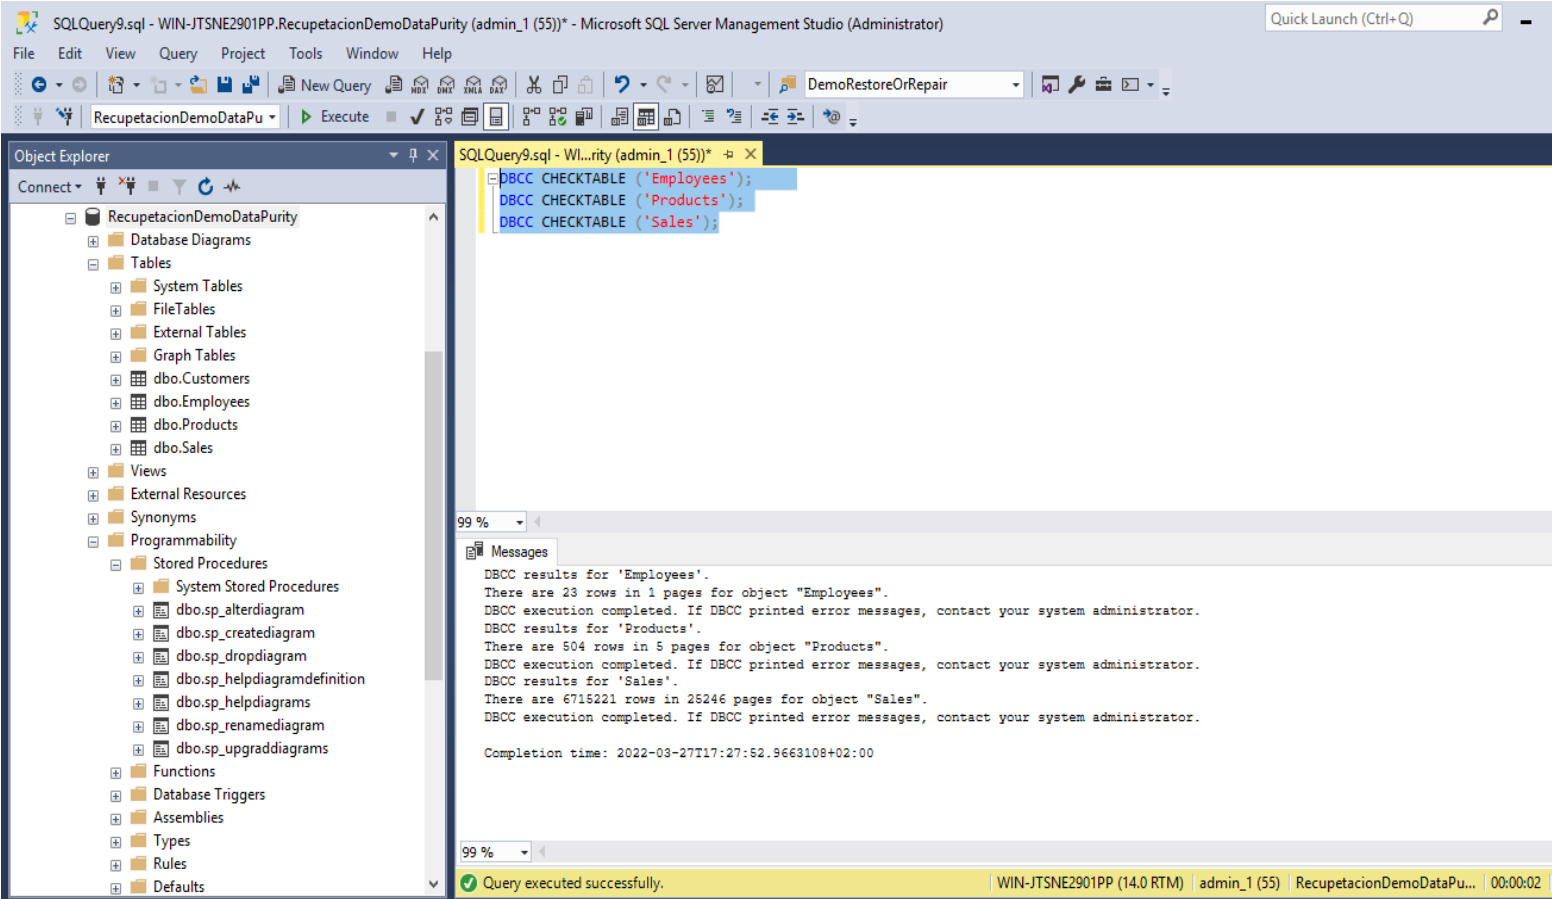 SQLQuery9.sql - WIN-JTSNE2901PP.RecupetacionDemoDataPurity (admin_1 (55))* - Microsoft SQL Server Management Studio (Administrator)
Quick Launch (Ctrl+Q)
File Edit View Query Project Tools Window Help
New Query MDX DMX XMLA DAX DemoRestoreOrRepair
RecupetacionDemoDataPu Execute
Object Explorer
Connect
RecupetacionDemoDataPurity
Database Diagrams
Tables
System Tables
FileTables
External Tables
Graph Tables
dbo.Customers
dbo.Employees
dbo.Products
dbo.Sales
Views
External Resources
Synonyms
Programmability
Stored Procedures
System Stored Procedures
dbo.sp_alterdiagram
dbo.sp_creatediagram
dbo.sp_dropdiagram
dbo.sp_helpdiagramdefinition
dbo.sp_helpdiagrams
dbo.sp_renamediagram
dbo.sp_upgraddiagrams
Functions
Database Triggers
Assemblies
Types
Rules
Defaults
SQLQuery9.sql - WI...rity (admin_1 (55))*
DBCC CHECKTABLE ('Employees');
DBCC CHECKTABLE ('Products');
DBCC CHECKTABLE ('Sales');
99 %
Messages
DBCC results for 'Employees'.
There are 23 rows in 1 pages for object "Employees".
DBCC execution completed. If DBCC printed error messages, contact your system administrator.
DBCC results for 'Products'.
There are 504 rows in 5 pages for object "Products".
DBCC execution completed. If DBCC printed error messages, contact your system administrator.
DBCC results for 'Sales'.
There are 6715221 rows in 25246 pages for object "Sales".
DBCC execution completed. If DBCC printed error messages, contact your system administrator.
Completion time: 2022-03-27T17:27:52.9663108+02:00
99 %
Query executed successfully.
WIN-JTSNE2901PP (14.0 RTM) admin_1 (55) RecupetacionDemoDataPu... 00:00:02